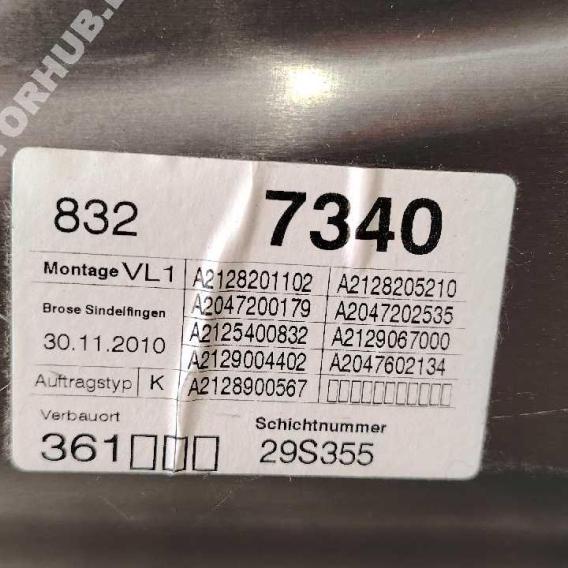 TORHUB.
832 7340
Montage VL1 A2128201102 A2128205210
A2047200179 A2047202535
Brose Sindelfingen
A2125400832 A2129067000
30.11.2010
A2129004402 A2047602134
Auftragstyp K A2128900567 ▯▯▯▯▯▯▯▯▯▯▯
Verbauort Schichtnummer
361▯▯▯ 29S355